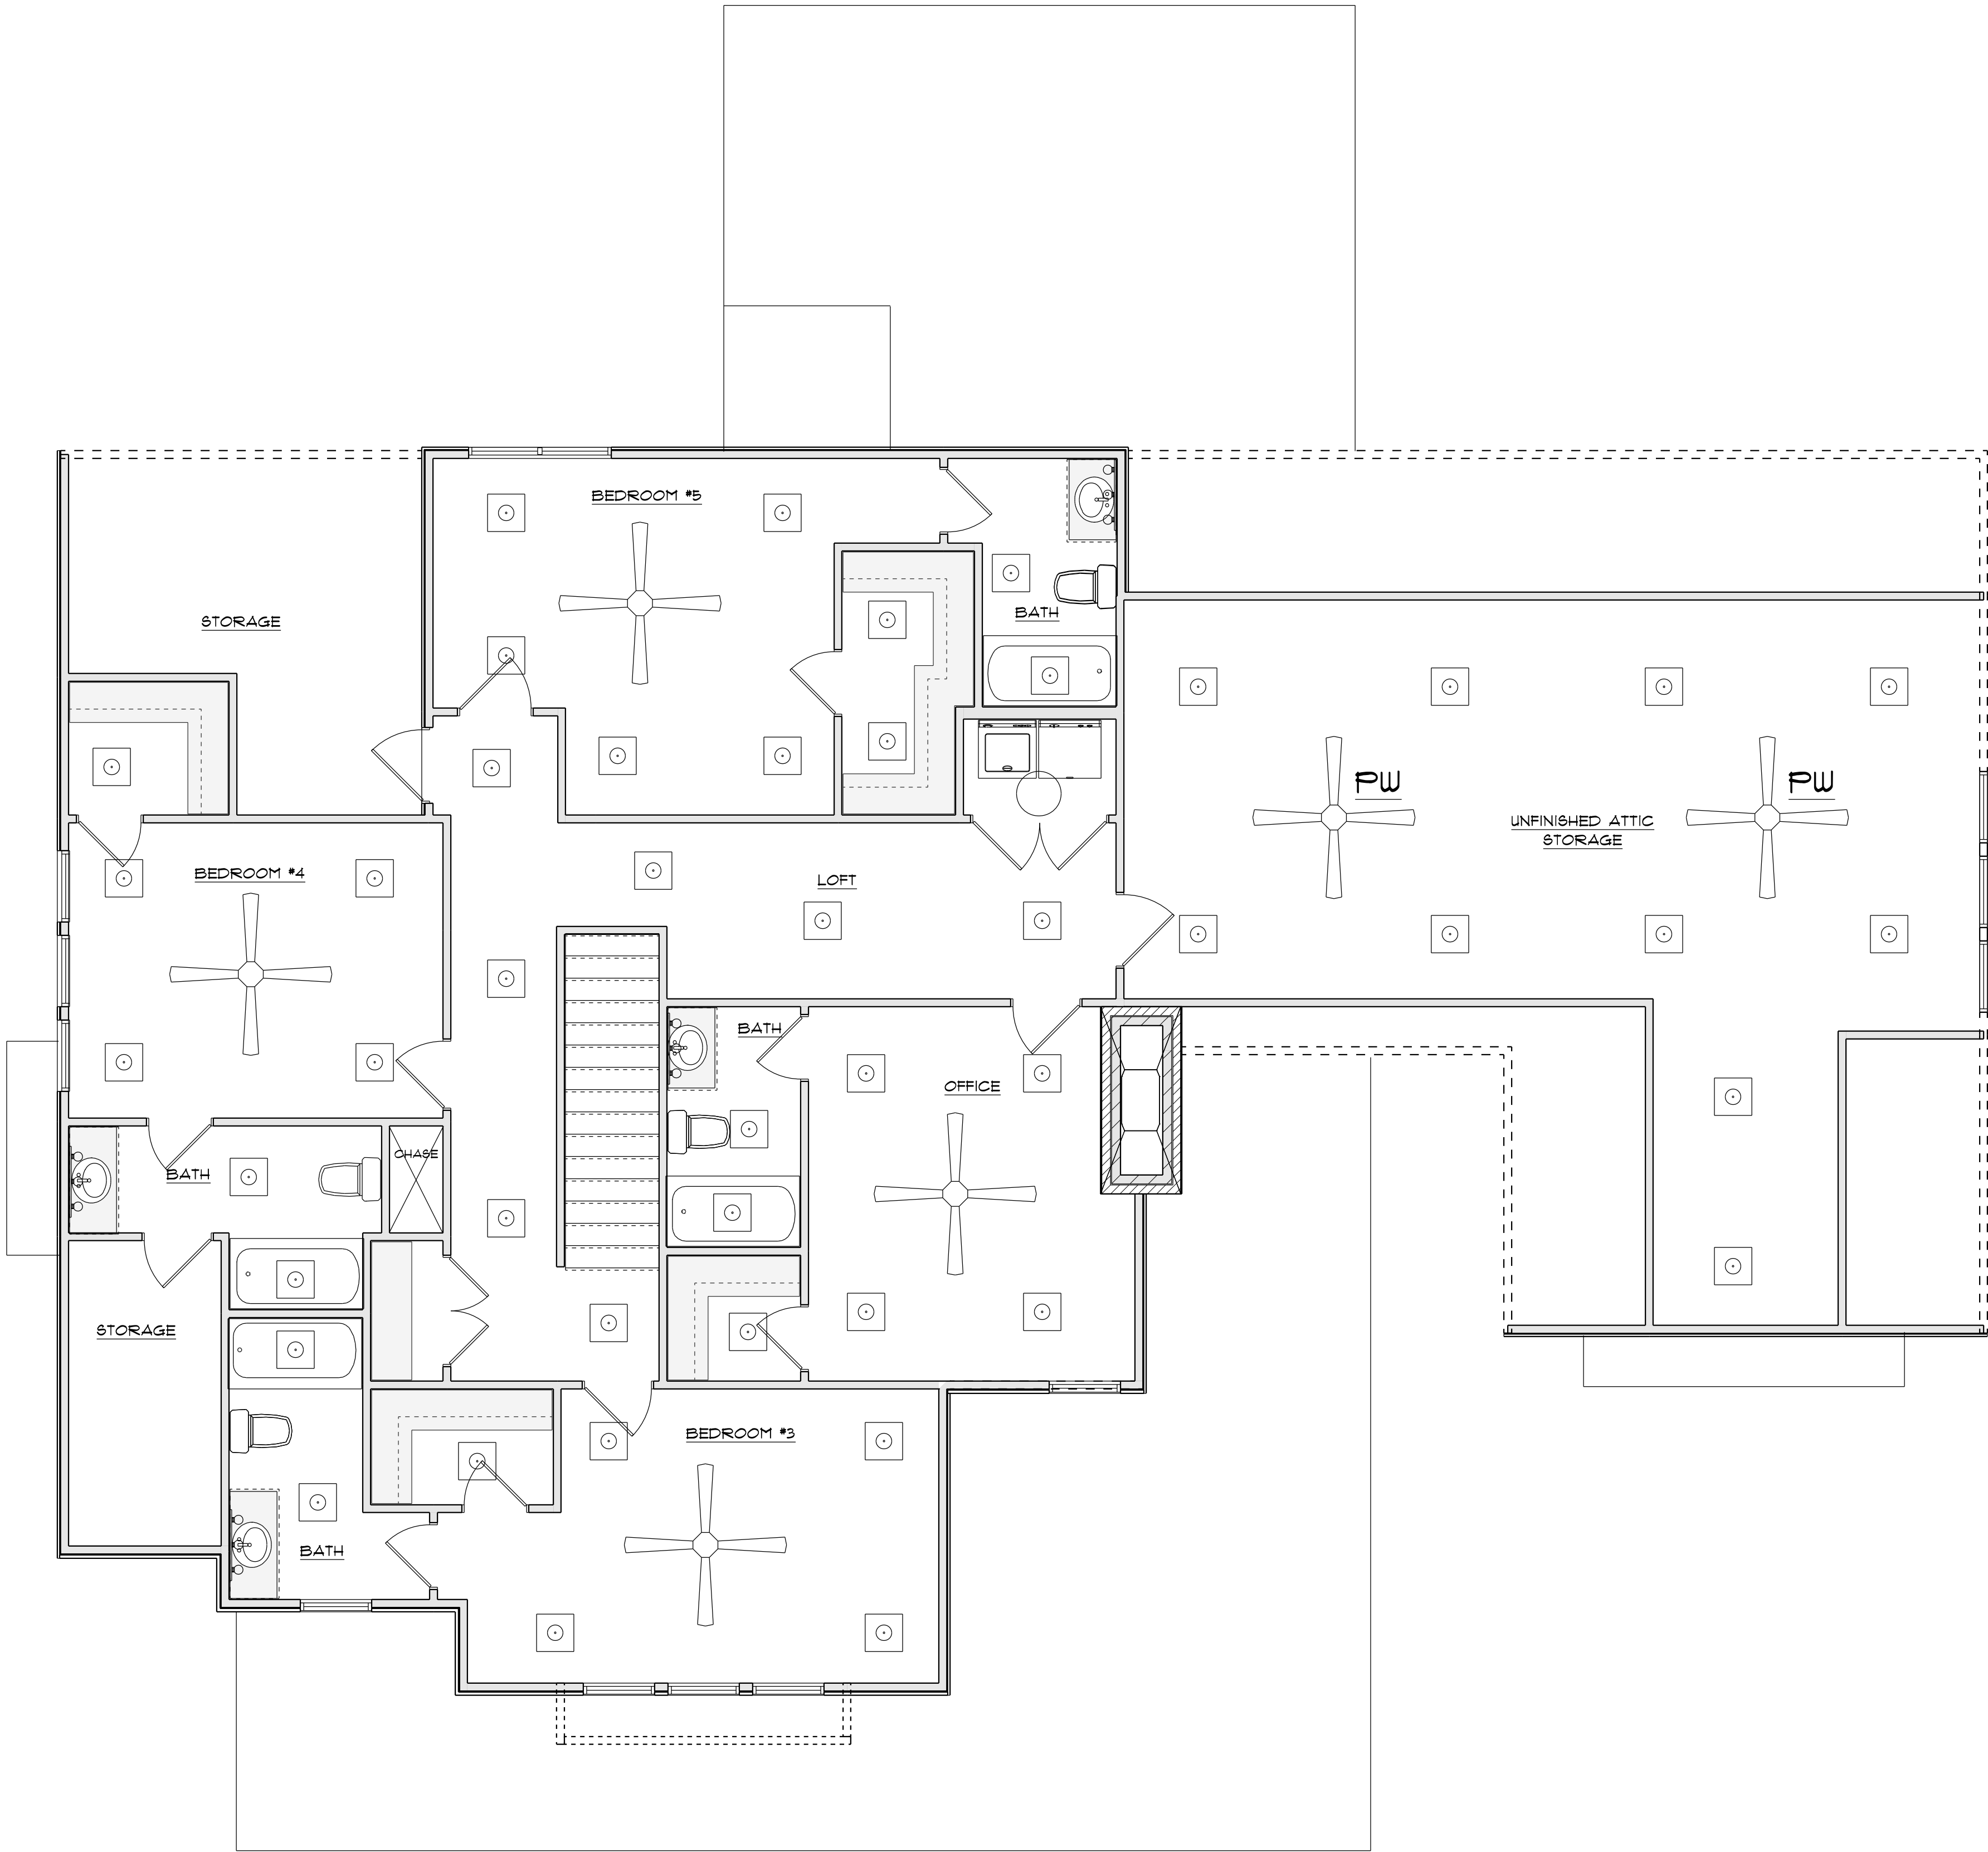 BEDROOM #5
BATH
STORAGE
PW
PW
UNFINISHED ATTIC
STORAGE
BEDROOM #4
LOFT
BATH
OFFICE
CHASE
BATH
STORAGE
BEDROOM #3
BATH